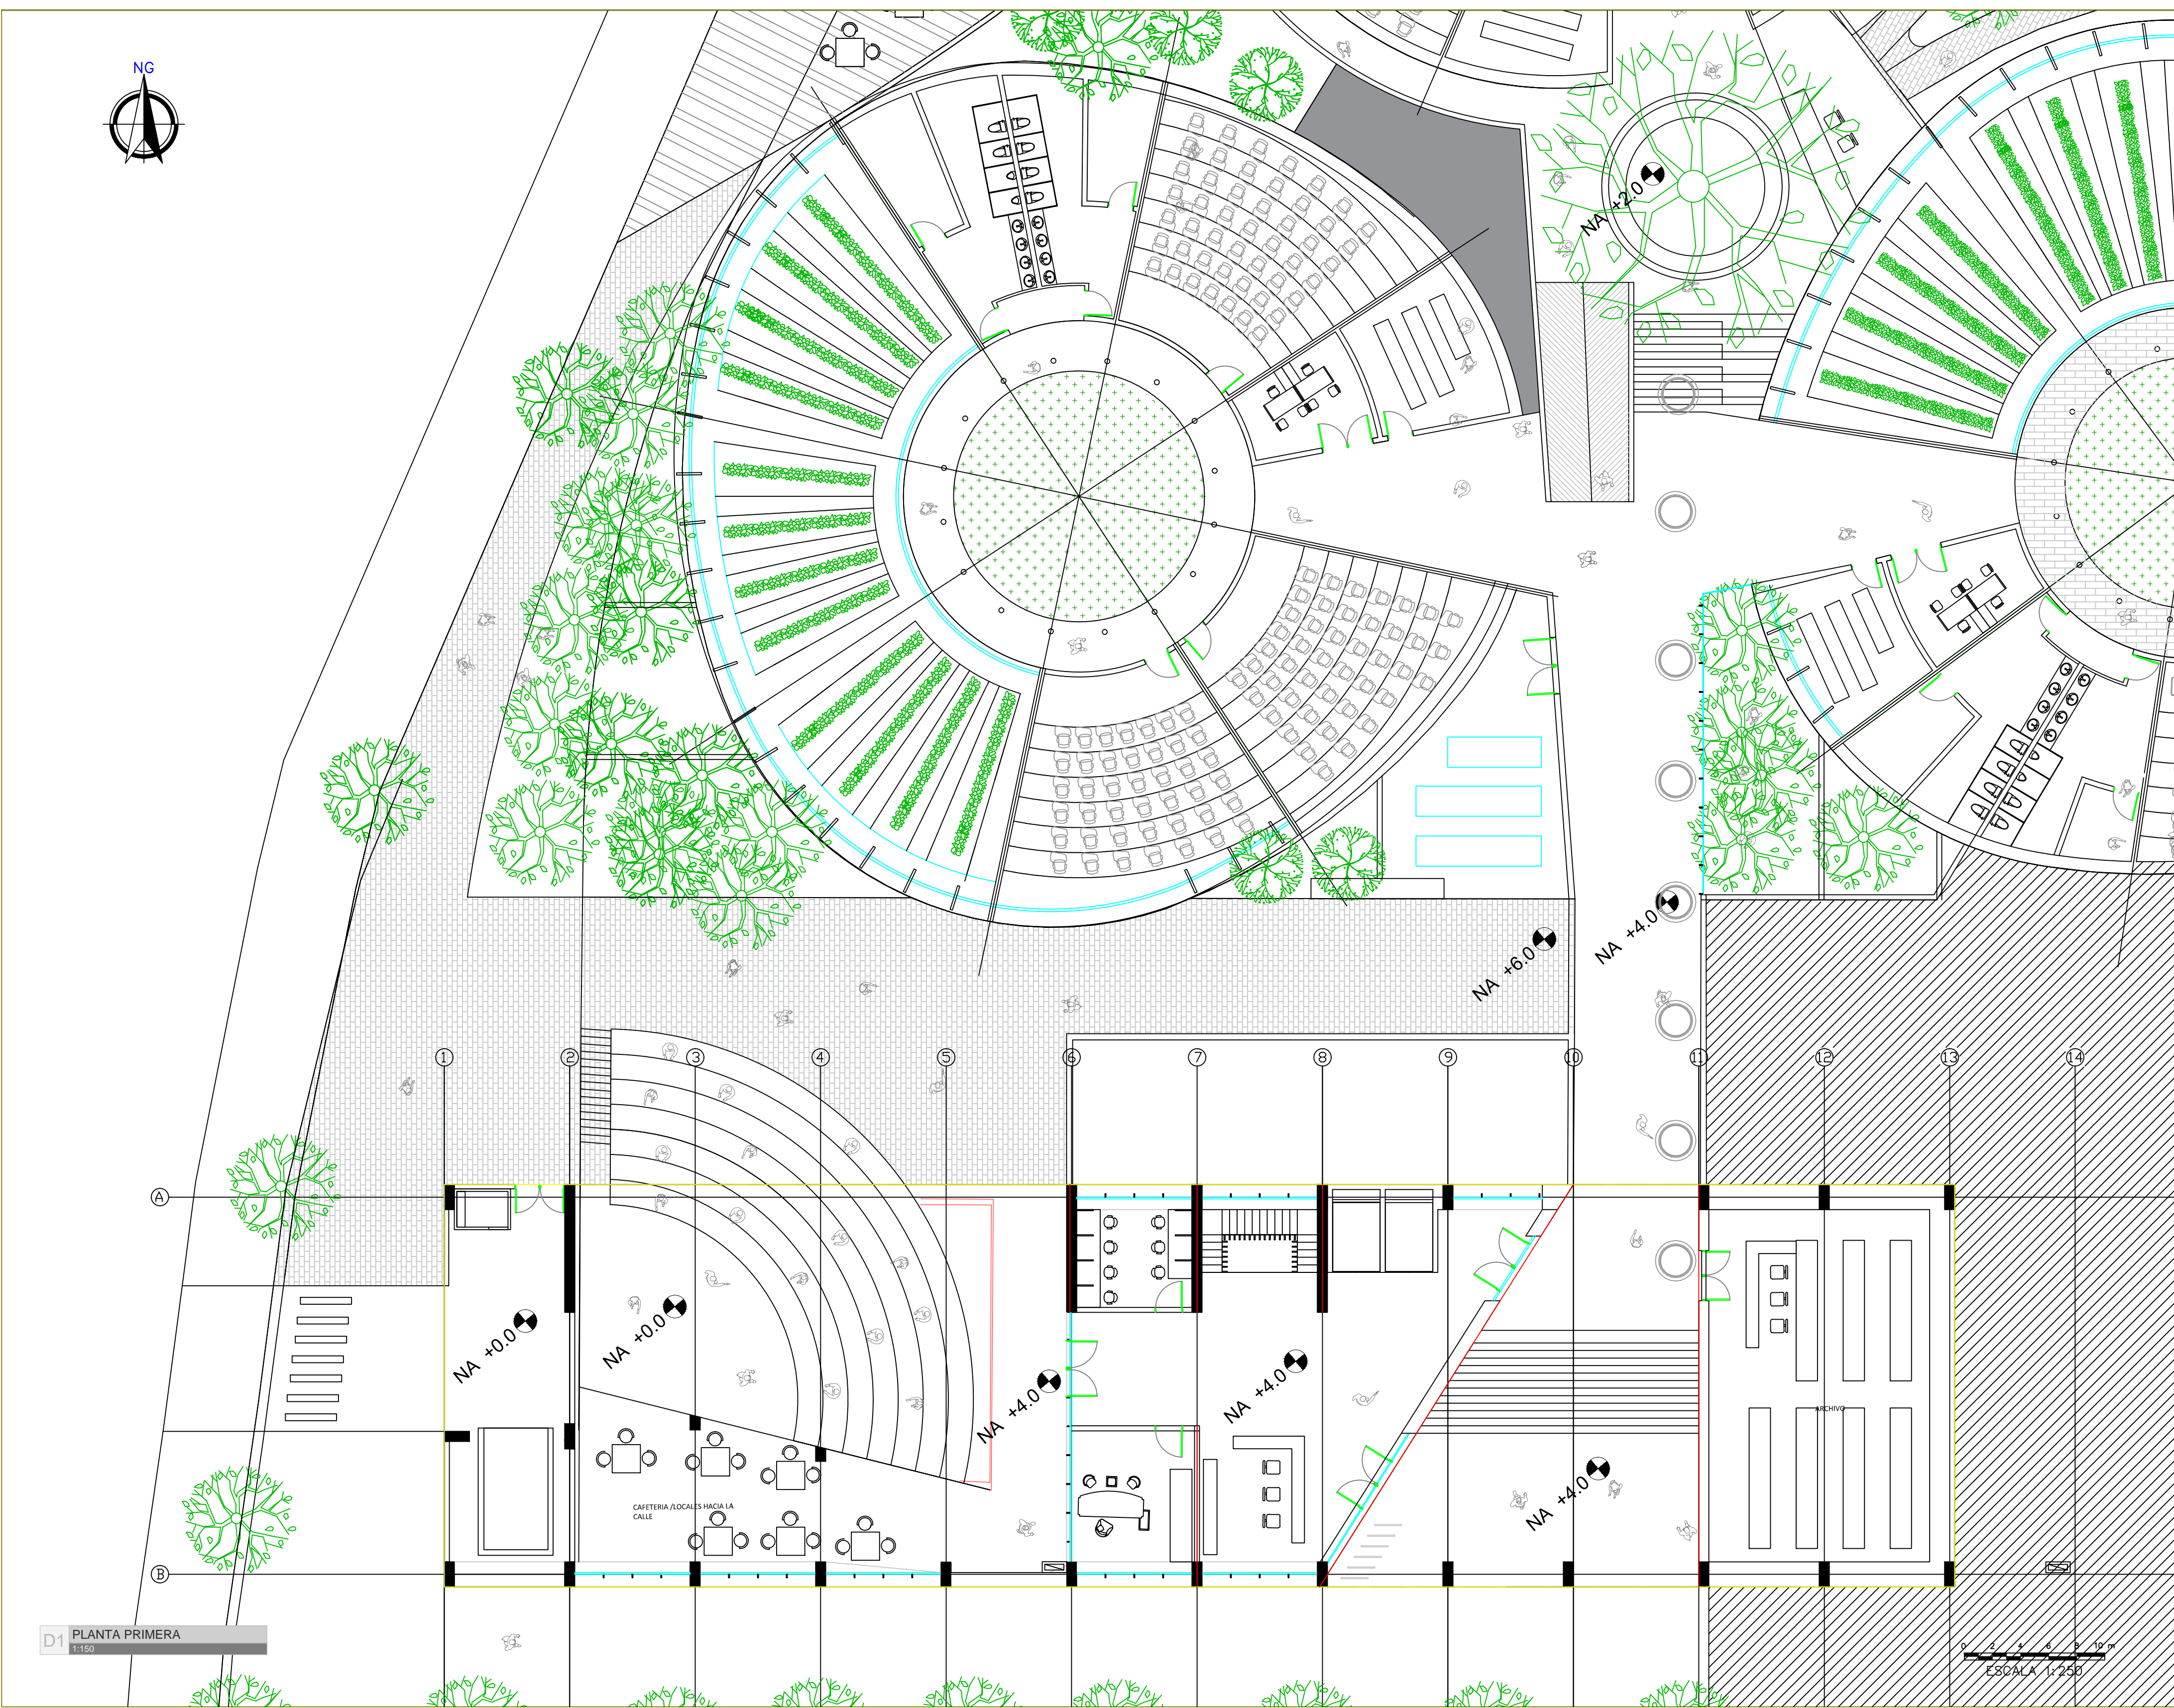 NG
NA +2.0
NA +6.0
NA +4.0
1
2
3
4
5
6
7
8
9
10
11
12
13
14
A
NA +0.0
NA +0.0
NA +4.0
NA +4.0
ARCHIVO
NA +4.0
CAFETERIA /LOCALES HACIA LA
CALLE
B
D1
PLANTA PRIMERA
1:150
0 2 4 6 8 10 m
ESCALA 1:250